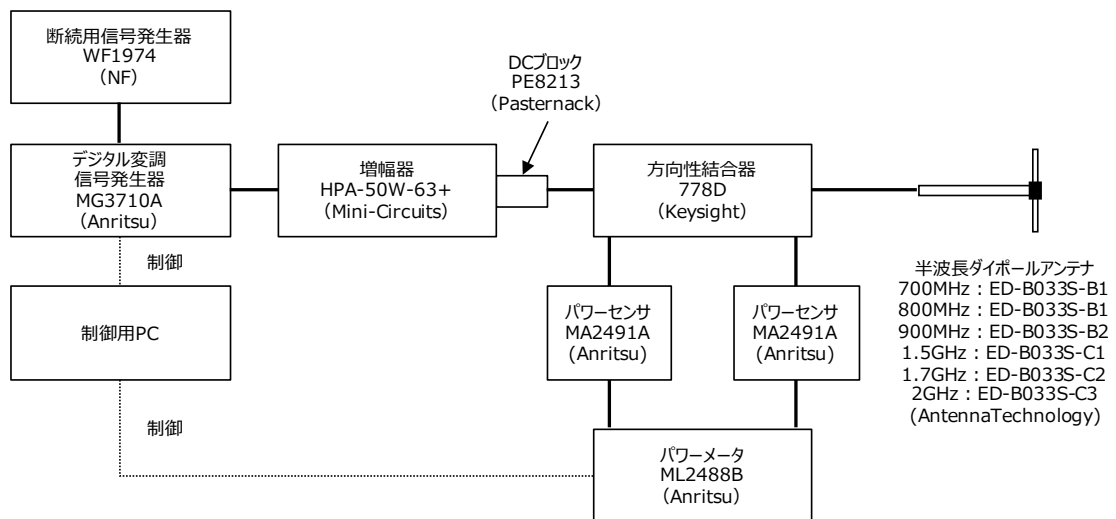 断続用信号発生器
WF1974
（NF）
DCブロック
PE8213
（Pasternack）
デジタル変調
信号発生器
MG3710A
（Anritsu）
増幅器
HPA-50W-63+
（Mini-Circuits）
方向性結合器
778D
（Keysight）
制御
制御用PC
パワーセンサ
MA2491A
（Anritsu）
パワーセンサ
MA2491A
（Anritsu）
半波長ダイポールアンテナ
700MHz：ED-B033S-B1
800MHz：ED-B033S-B1
900MHz：ED-B033S-B2
1.5GHz：ED-B033S-C1
1.7GHz：ED-B033S-C2
2GHz：ED-B033S-C3
(AntennaTechnology)
制御
パワーメータ
ML2488B
（Anritsu）